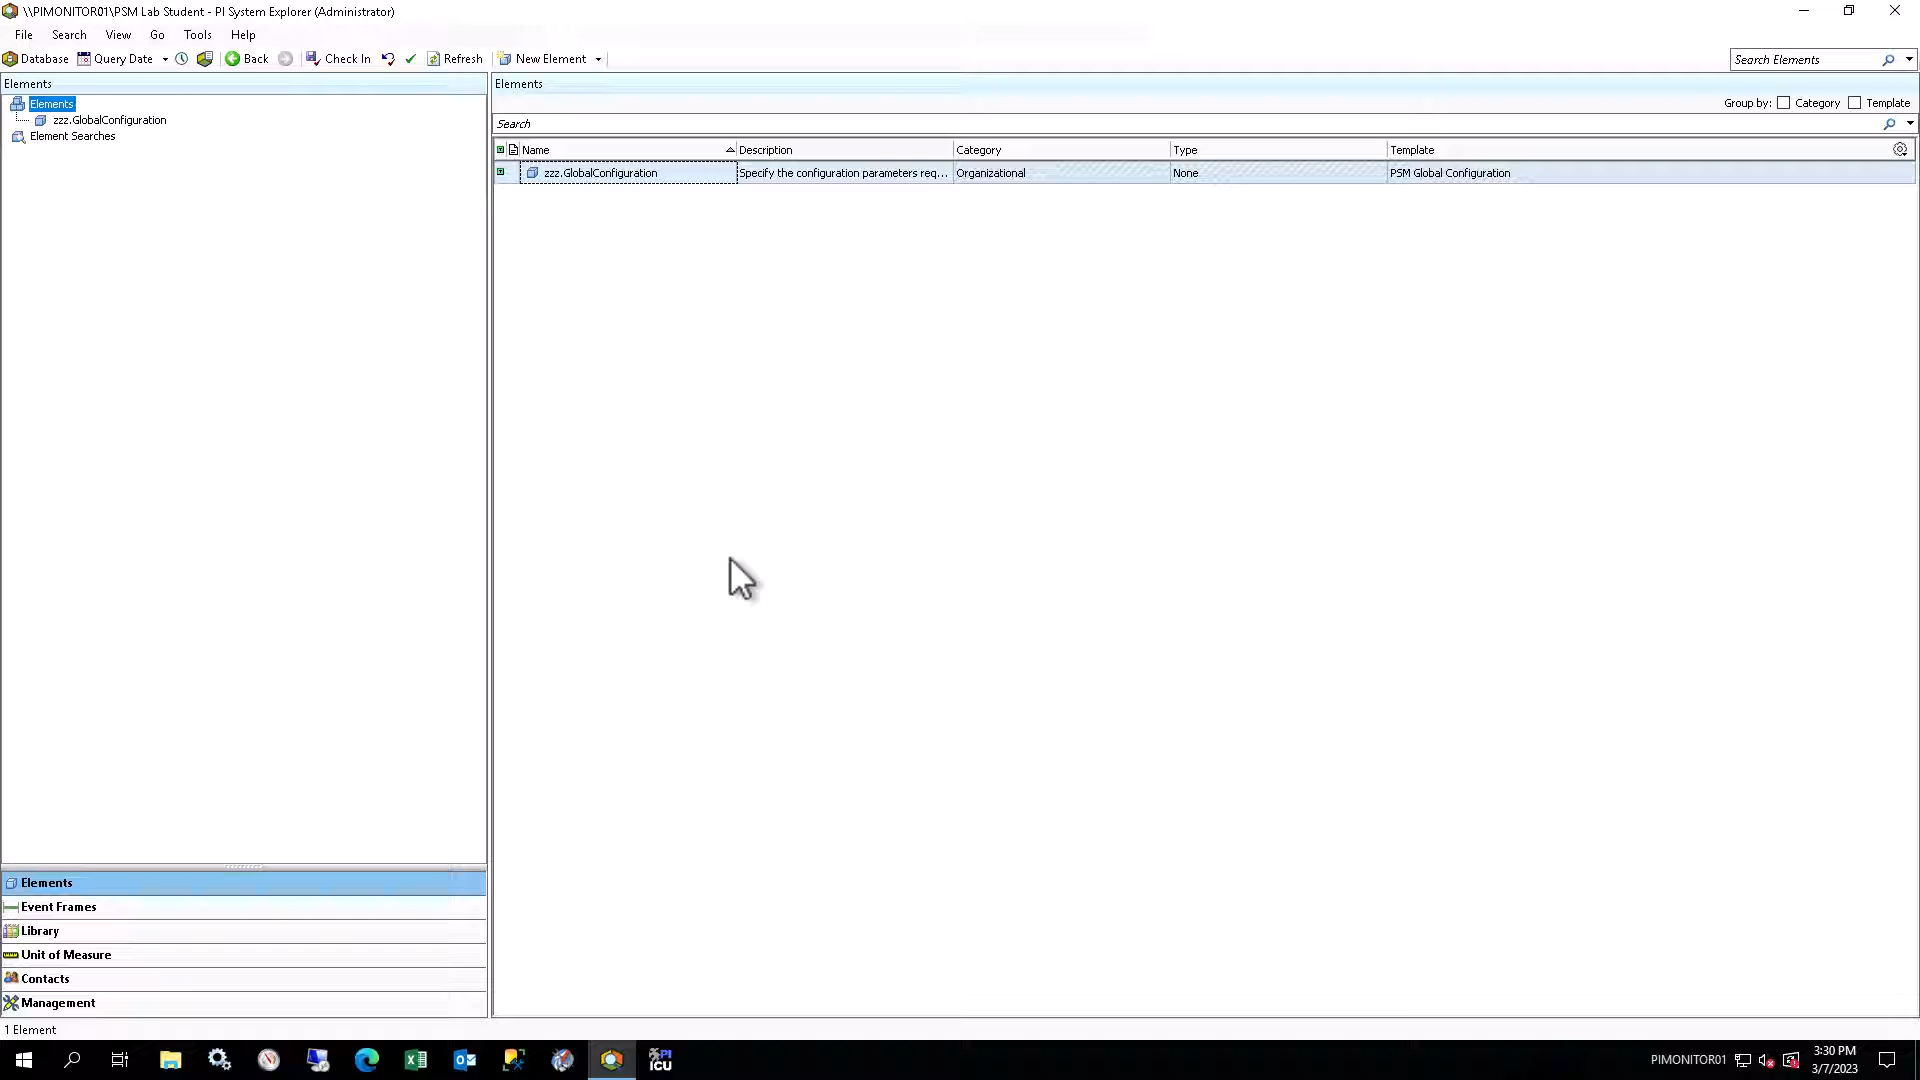 \\PIMONITOR01\PSM Lab Student - PI System Explorer (Administrator)
File Search View Go Tools Help
Database Query Date Back Check In Refresh New Element Search Elements
Elements
Elements
zzz.GlobalConfiguration
Element Searches
Elements
Group by: Category Template
Search
Name Description Category Type Template
zzz.GlobalConfiguration Specify the configuration parameters req... Organizational None PSM Global Configuration
Elements
Event Frames
Library
Unit of Measure
Contacts
Management
1 Element
PI
ICU
PIMONITOR01
3:30 PM
3/7/2023